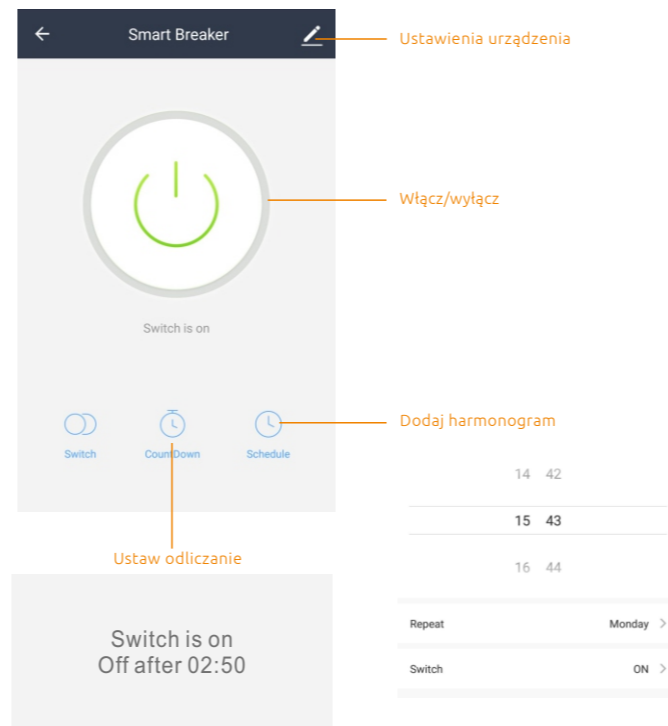 Smart Breaker
Ustawienia urządzenia
Włącz/wyłącz
Switch is on
Dodaj harmonogram
Switch
CountDown
Schedule
Ustaw odliczanie
Switch is on
Off after 02:50
14 42
15 43
16 44
Repeat Monday
Switch ON